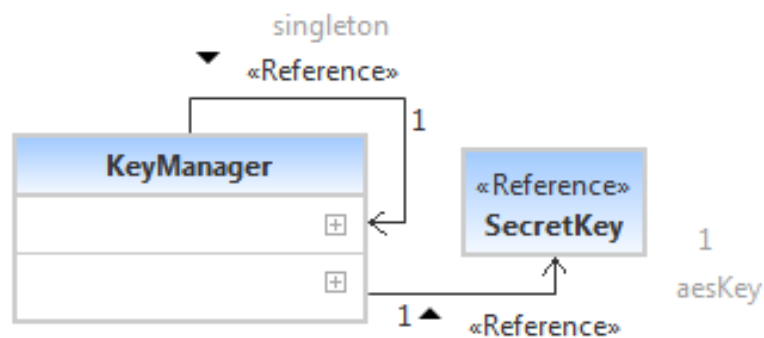 singleton
«Reference»
1
KeyManager
«Reference»
SecretKey
1
aesKey
1
«Reference»